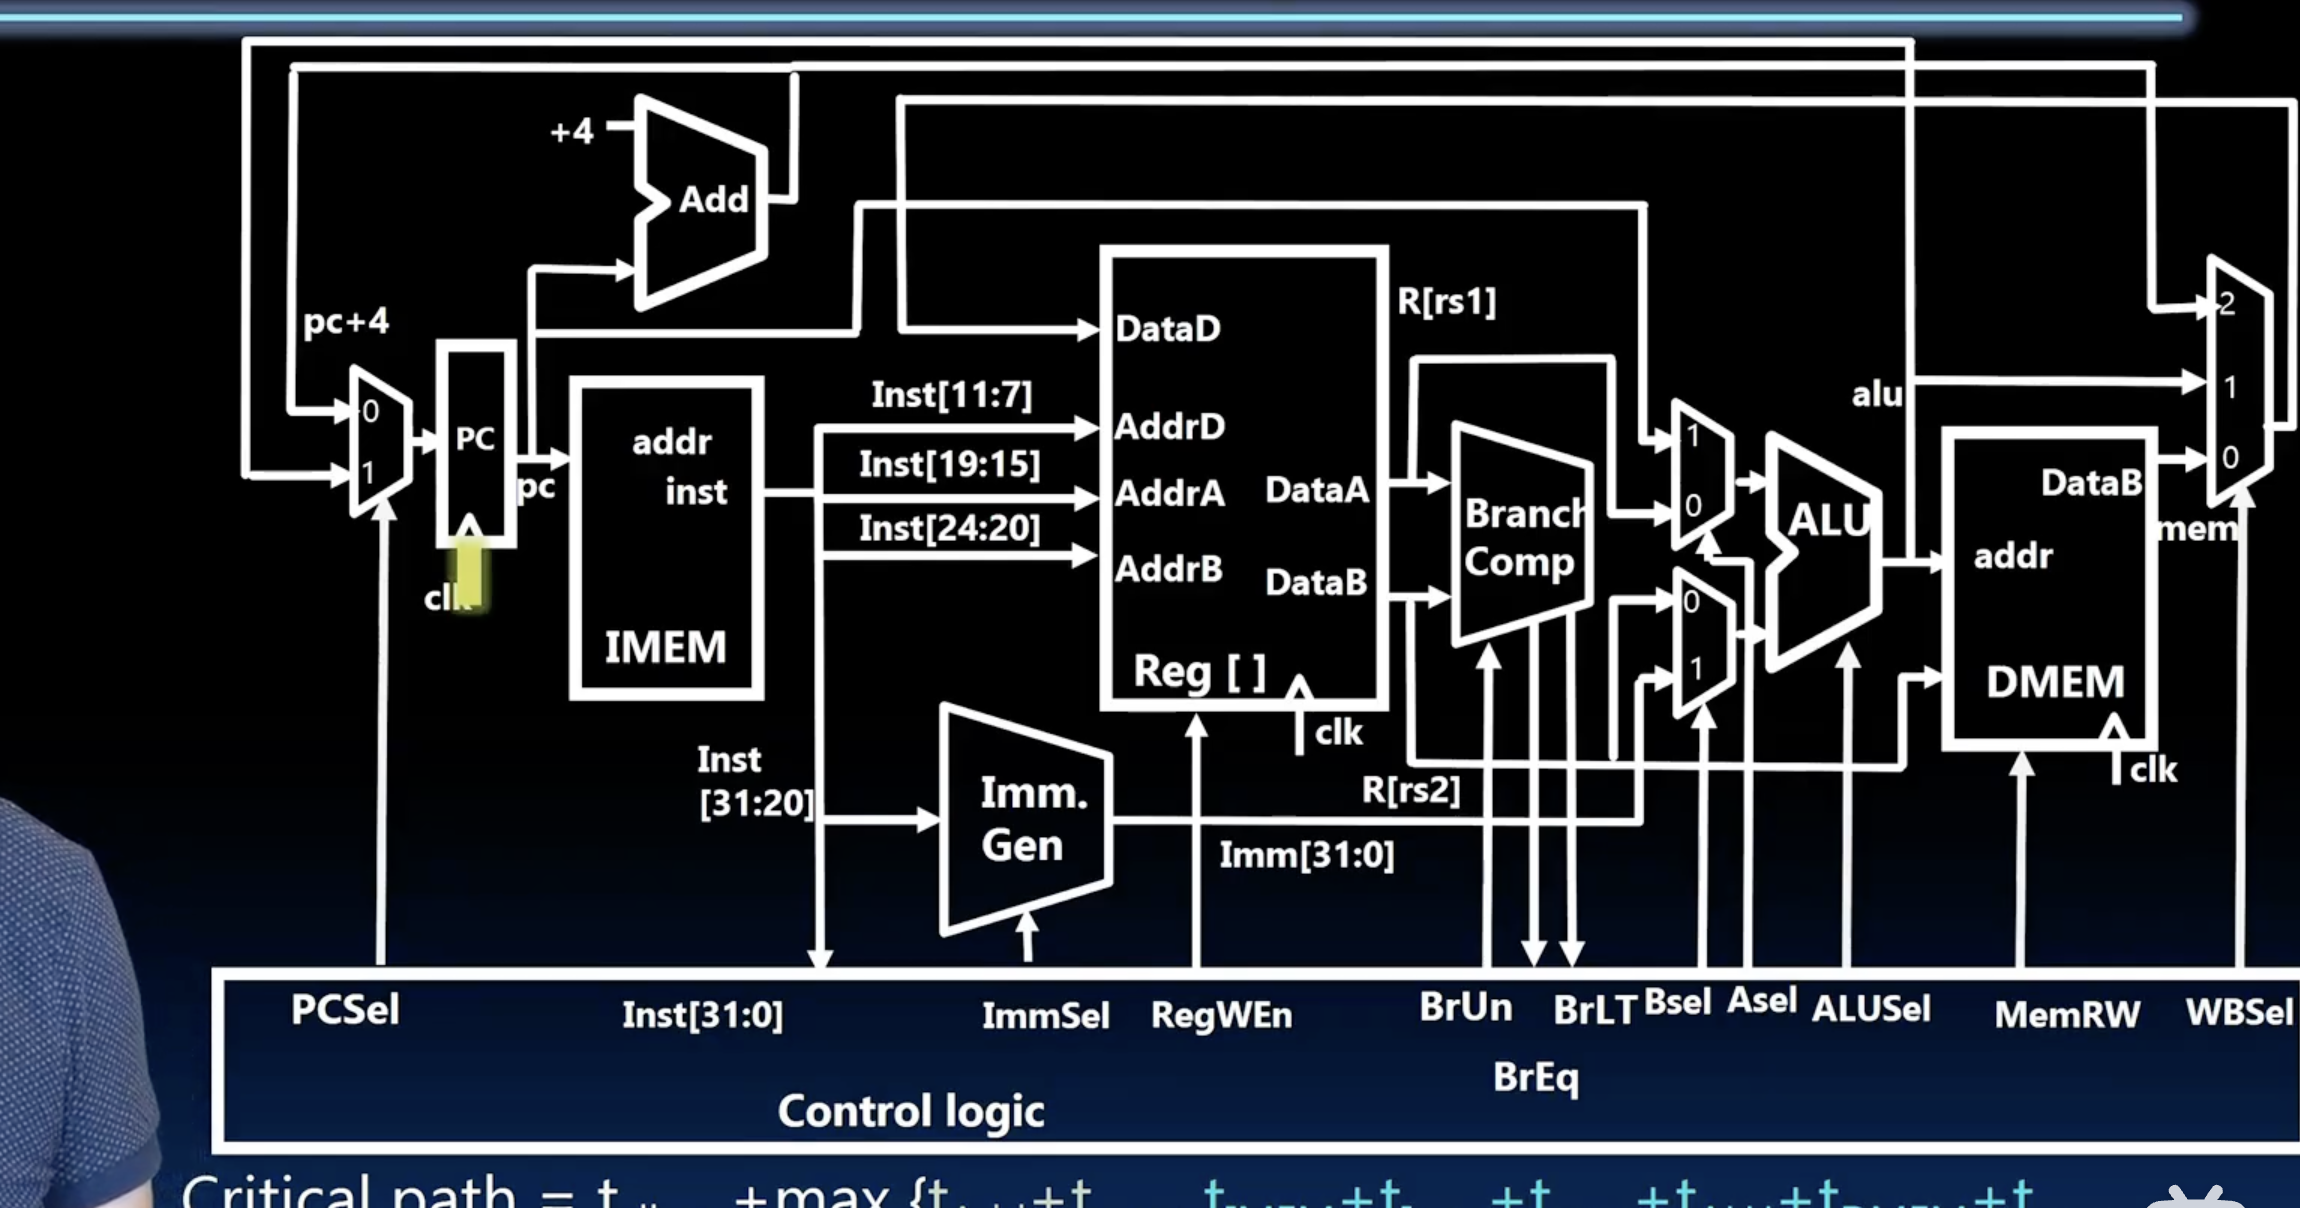 +4
Add
pc+4
0
1
PC
clk
pc
addr
inst
IMEM
Inst[11:7]
Inst[19:15]
Inst[24:20]
Inst
[31:20]
DataD
AddrD
AddrA
AddrB
DataA
DataB
Reg [ ]
clk
R[rs1]
R[rs2]
Imm.
Gen
Imm[31:0]
Branch
Comp
1
0
0
1
ALU
alu
addr
DataB
DMEM
clk
mem
2
1
0
PCSel
Inst[31:0]
ImmSel
RegWEn
BrUn
BrLT
Bsel
Asel
ALUSel
MemRW
WBSel
BrEq
Control logic
Critical path = t +max {t +t t +t +t +t +t +t